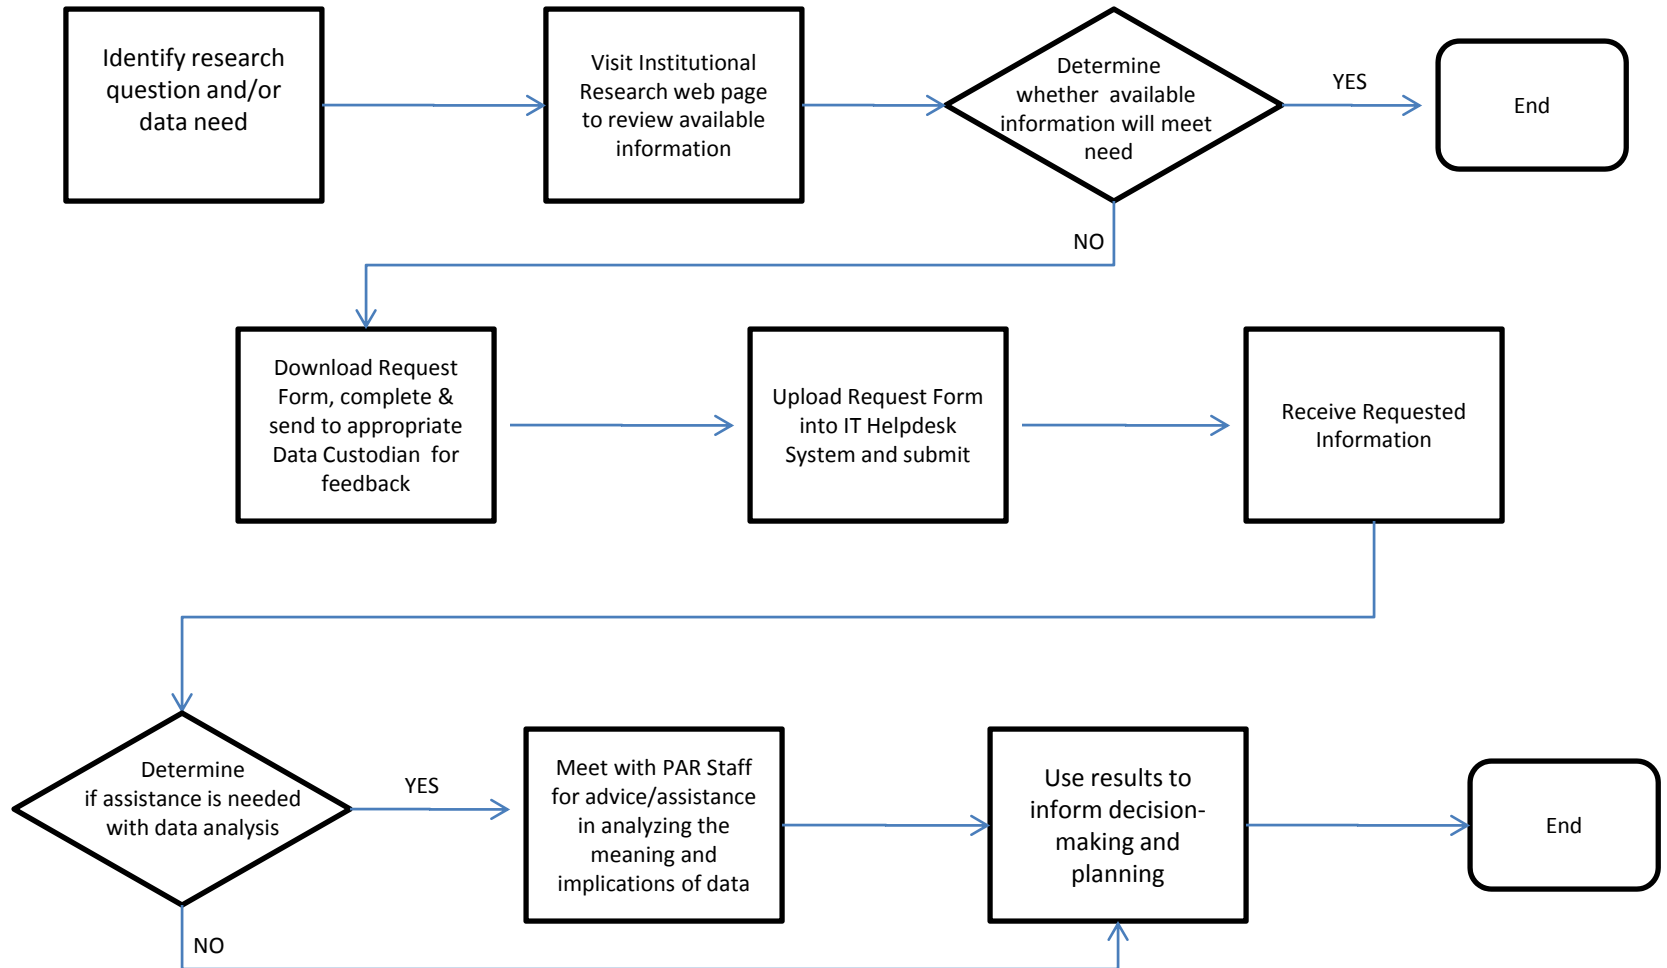 Identify research
question and/or
data need
Visit Institutional
Research web page
to review available
information
Determine
whether available
information will meet
need
YES
End
NO
Download Request
Form, complete &
send to appropriate
Data Custodian for
feedback
Upload Request Form
into IT Helpdesk
System and submit
Receive Requested
Information
Determine
if assistance is needed
with data analysis
YES
Meet with PAR Staff
for advice/assistance
in analyzing the
meaning and
implications of data
Use results to
inform decision-
making and
planning
End
NO